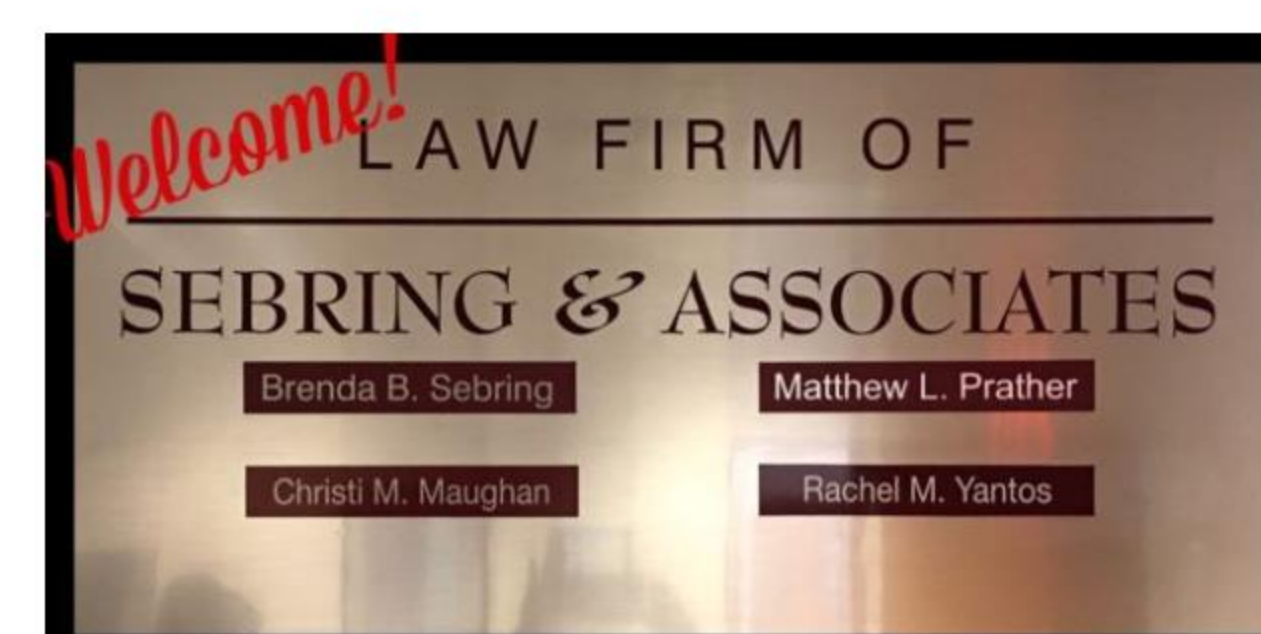 Welcome!
LAW FIRM OF
SEBRING & ASSOCIATES
Brenda B. Sebring
Matthew L. Prather
Christi M. Maughan
Rachel M. Yantos